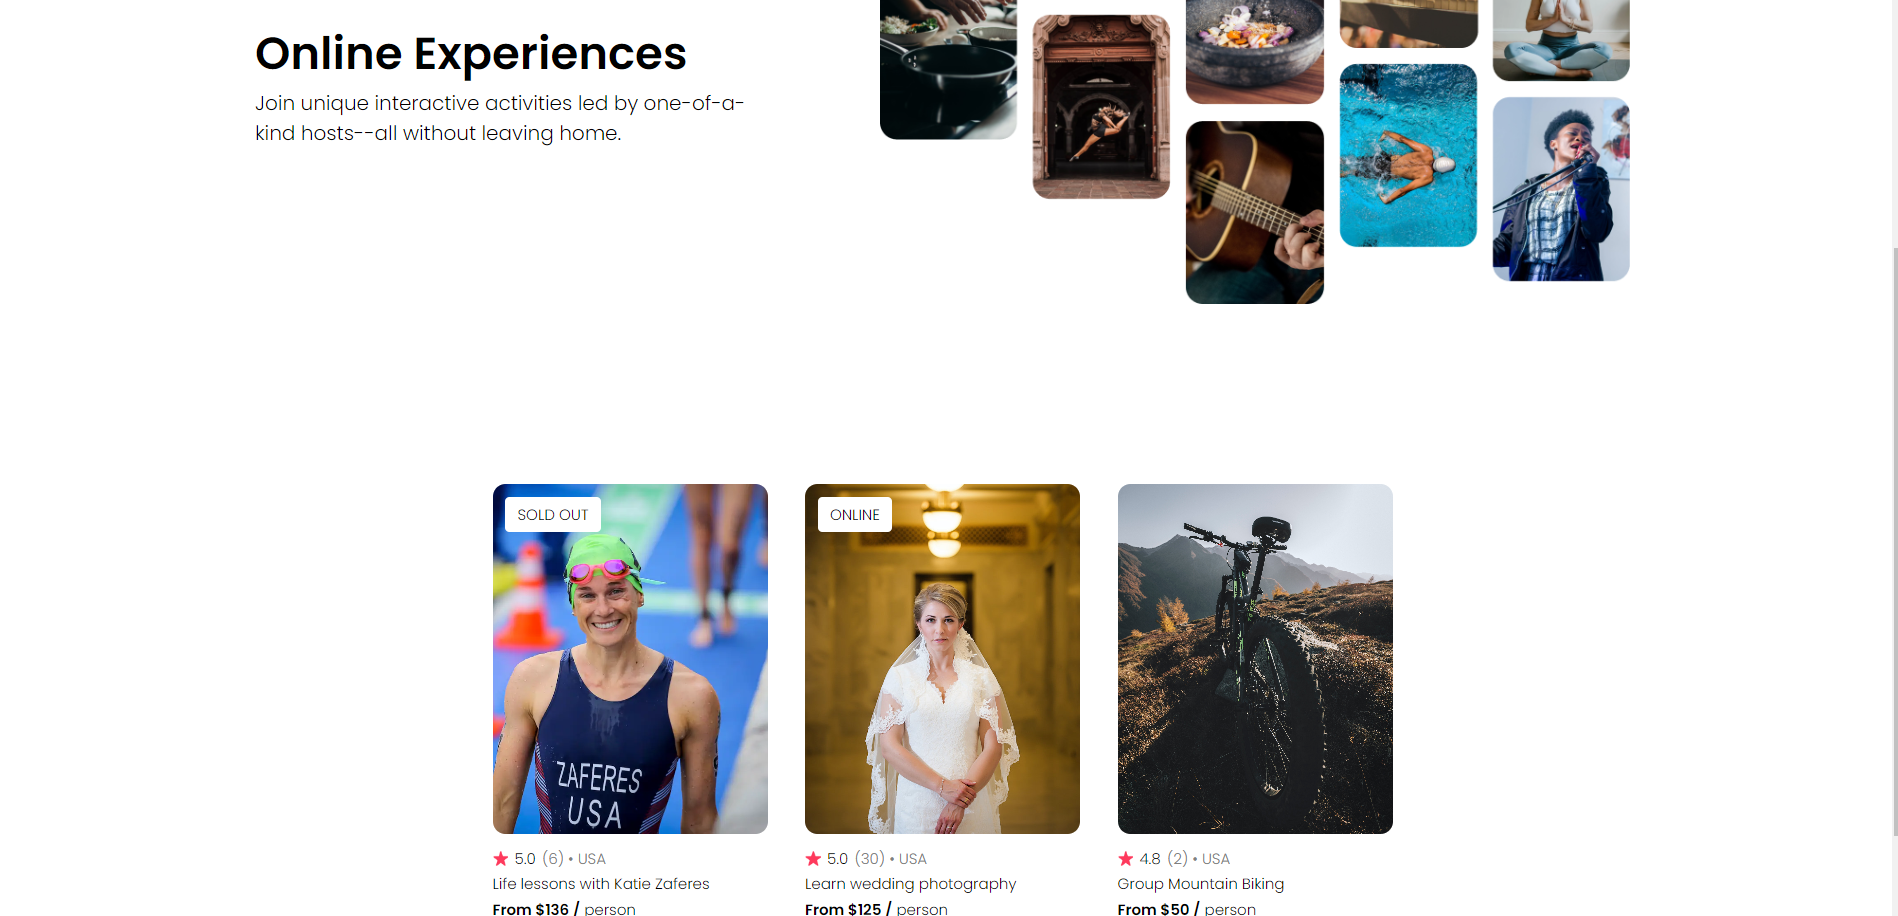 Online Experiences
Join unique interactive activities led by one-of-a-
kind hosts--all without leaving home.
SOLD OUT
ZAFERES
USA
5.0 (6) • USA
Life lessons with Katie Zaferes
From $136 / person
ONLINE
5.0 (30) • USA
Learn wedding photography
From $125 / person
4.8 (2) • USA
Group Mountain Biking
From $50 / person